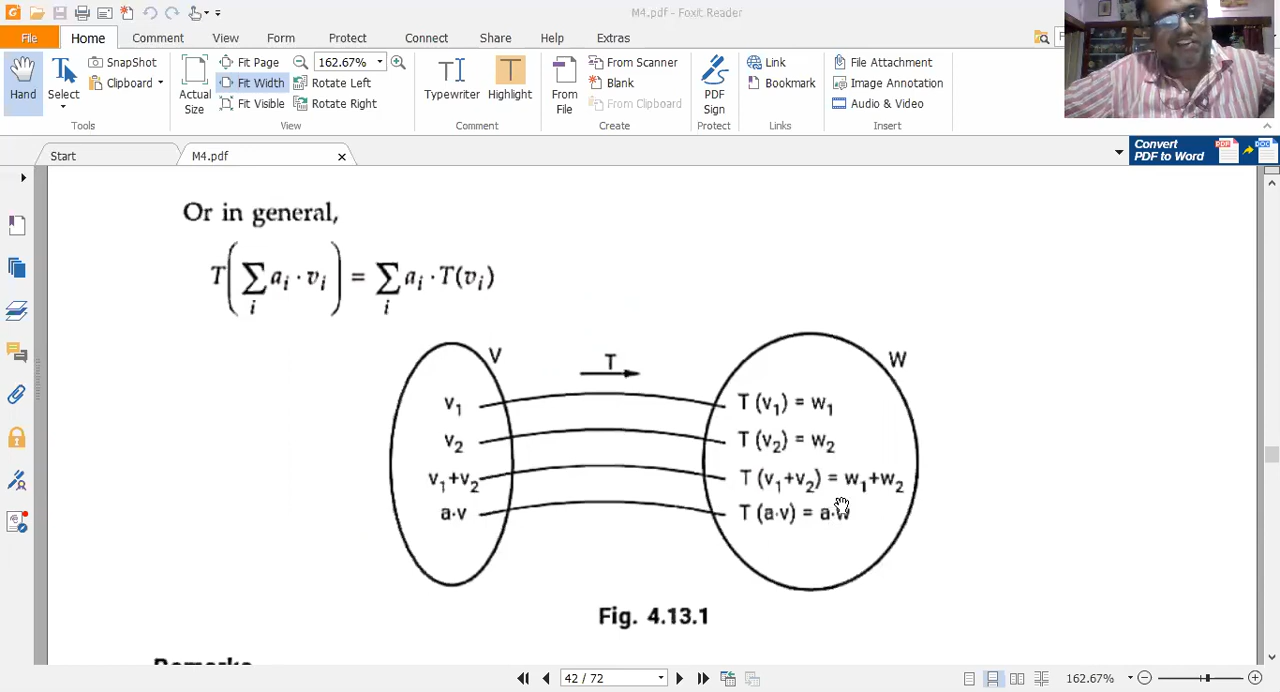 M4.pdf - Foxit Reader
File Home Comment View Form Protect Connect Share Help Extras
Hand
Select
SnapShot
Clipboard
Actual Size
Fit Page
Fit Width
Fit Visible
162.67%
Rotate Left
Rotate Right
Typewriter
Highlight
From File
From Scanner
Blank
From Clipboard
PDF Sign
Link
Bookmark
File Attachment
Image Annotation
Audio & Video
Tools View Comment Create Protect Links Insert
Start M4.pdf
Convert PDF to Word
Or in general,
T(∑i ai · vi) = ∑i ai · T(vi)
V T W
v1 T (v1) = w1
v2 T (v2) = w2
v1+v2 T (v1+v2) = w1+w2
a·v T (a·v) = a·w
Fig. 4.13.1
Remarks
42 / 72 162.67%